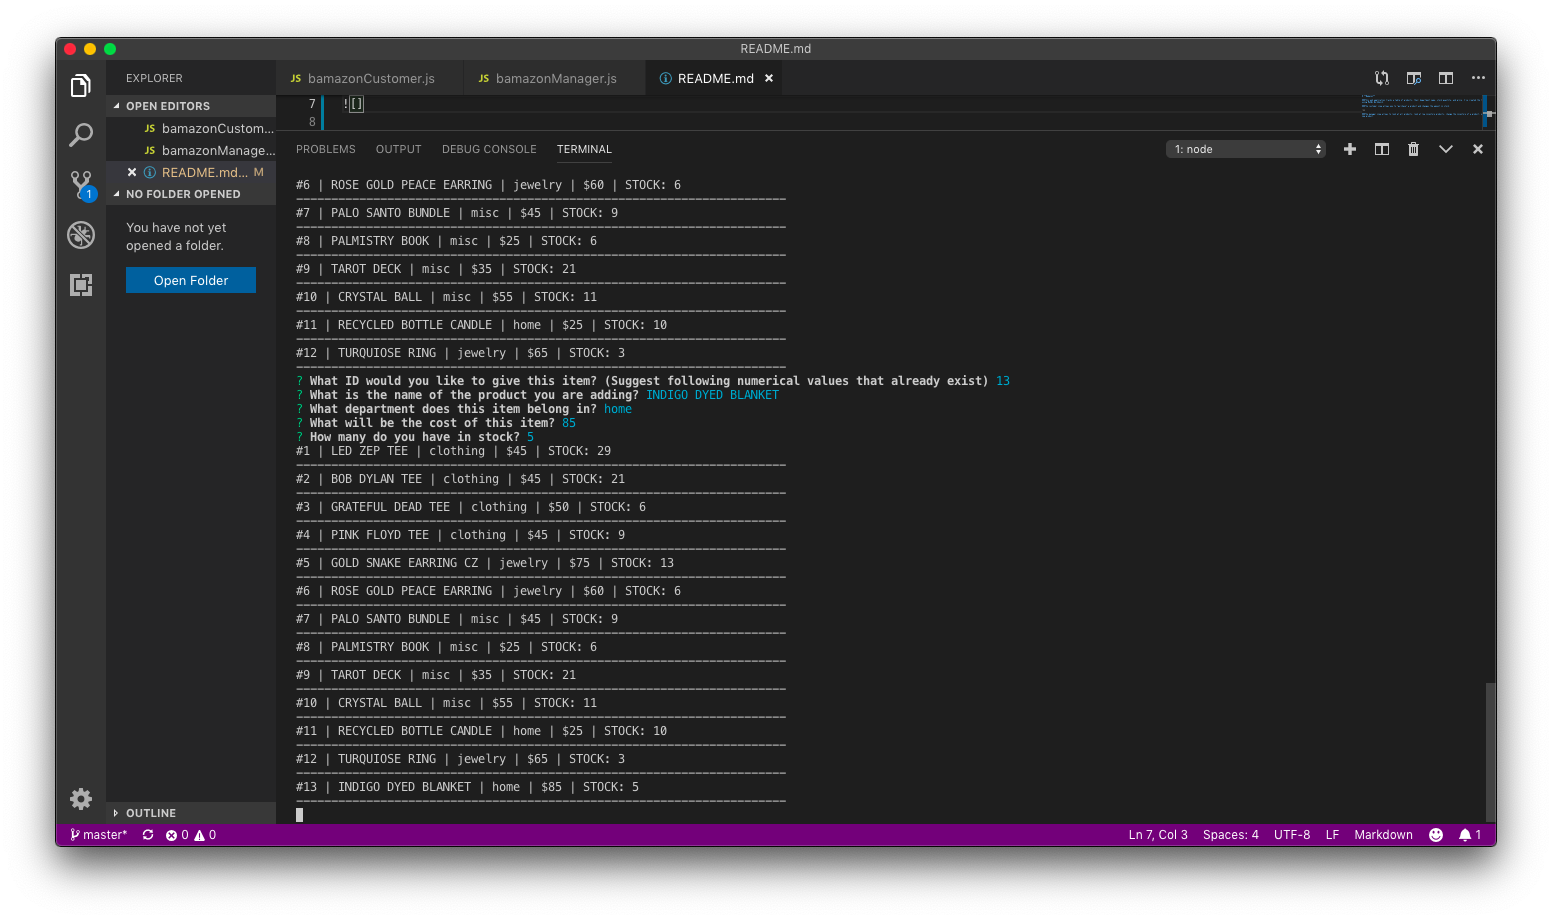 README.md
EXPLORER
OPEN EDITORS
JS bamazonCustom...
JS bamazonManage...
README.md... M
NO FOLDER OPENED
You have not yet
opened a folder.
Open Folder
1
OUTLINE
JS bamazonCustomer.js
JS bamazonManager.js
README.md
7 ![]
8
PROBLEMS OUTPUT DEBUG CONSOLE TERMINAL
1: node
#6 | ROSE GOLD PEACE EARRING | jewelry | $60 | STOCK: 6
#7 | PALO SANTO BUNDLE | misc | $45 | STOCK: 9
#8 | PALMISTRY BOOK | misc | $25 | STOCK: 6
#9 | TAROT DECK | misc | $35 | STOCK: 21
#10 | CRYSTAL BALL | misc | $55 | STOCK: 11
#11 | RECYCLED BOTTLE CANDLE | home | $25 | STOCK: 10
#12 | TURQUIOSE RING | jewelry | $65 | STOCK: 3
? What ID would you like to give this item? (Suggest following numerical values that already exist) 13
? What is the name of the product you are adding? INDIGO DYED BLANKET
? What department does this item belong in? home
? What will be the cost of this item? 85
? How many do you have in stock? 5
#1 | LED ZEP TEE | clothing | $45 | STOCK: 29
#2 | BOB DYLAN TEE | clothing | $45 | STOCK: 21
#3 | GRATEFUL DEAD TEE | clothing | $50 | STOCK: 6
#4 | PINK FLOYD TEE | clothing | $45 | STOCK: 9
#5 | GOLD SNAKE EARRING CZ | jewelry | $75 | STOCK: 13
#6 | ROSE GOLD PEACE EARRING | jewelry | $60 | STOCK: 6
#7 | PALO SANTO BUNDLE | misc | $45 | STOCK: 9
#8 | PALMISTRY BOOK | misc | $25 | STOCK: 6
#9 | TAROT DECK | misc | $35 | STOCK: 21
#10 | CRYSTAL BALL | misc | $55 | STOCK: 11
#11 | RECYCLED BOTTLE CANDLE | home | $25 | STOCK: 10
#12 | TURQUIOSE RING | jewelry | $65 | STOCK: 3
#13 | INDIGO DYED BLANKET | home | $85 | STOCK: 5
master* 0 0 Ln 7, Col 3 Spaces: 4 UTF-8 LF Markdown 1